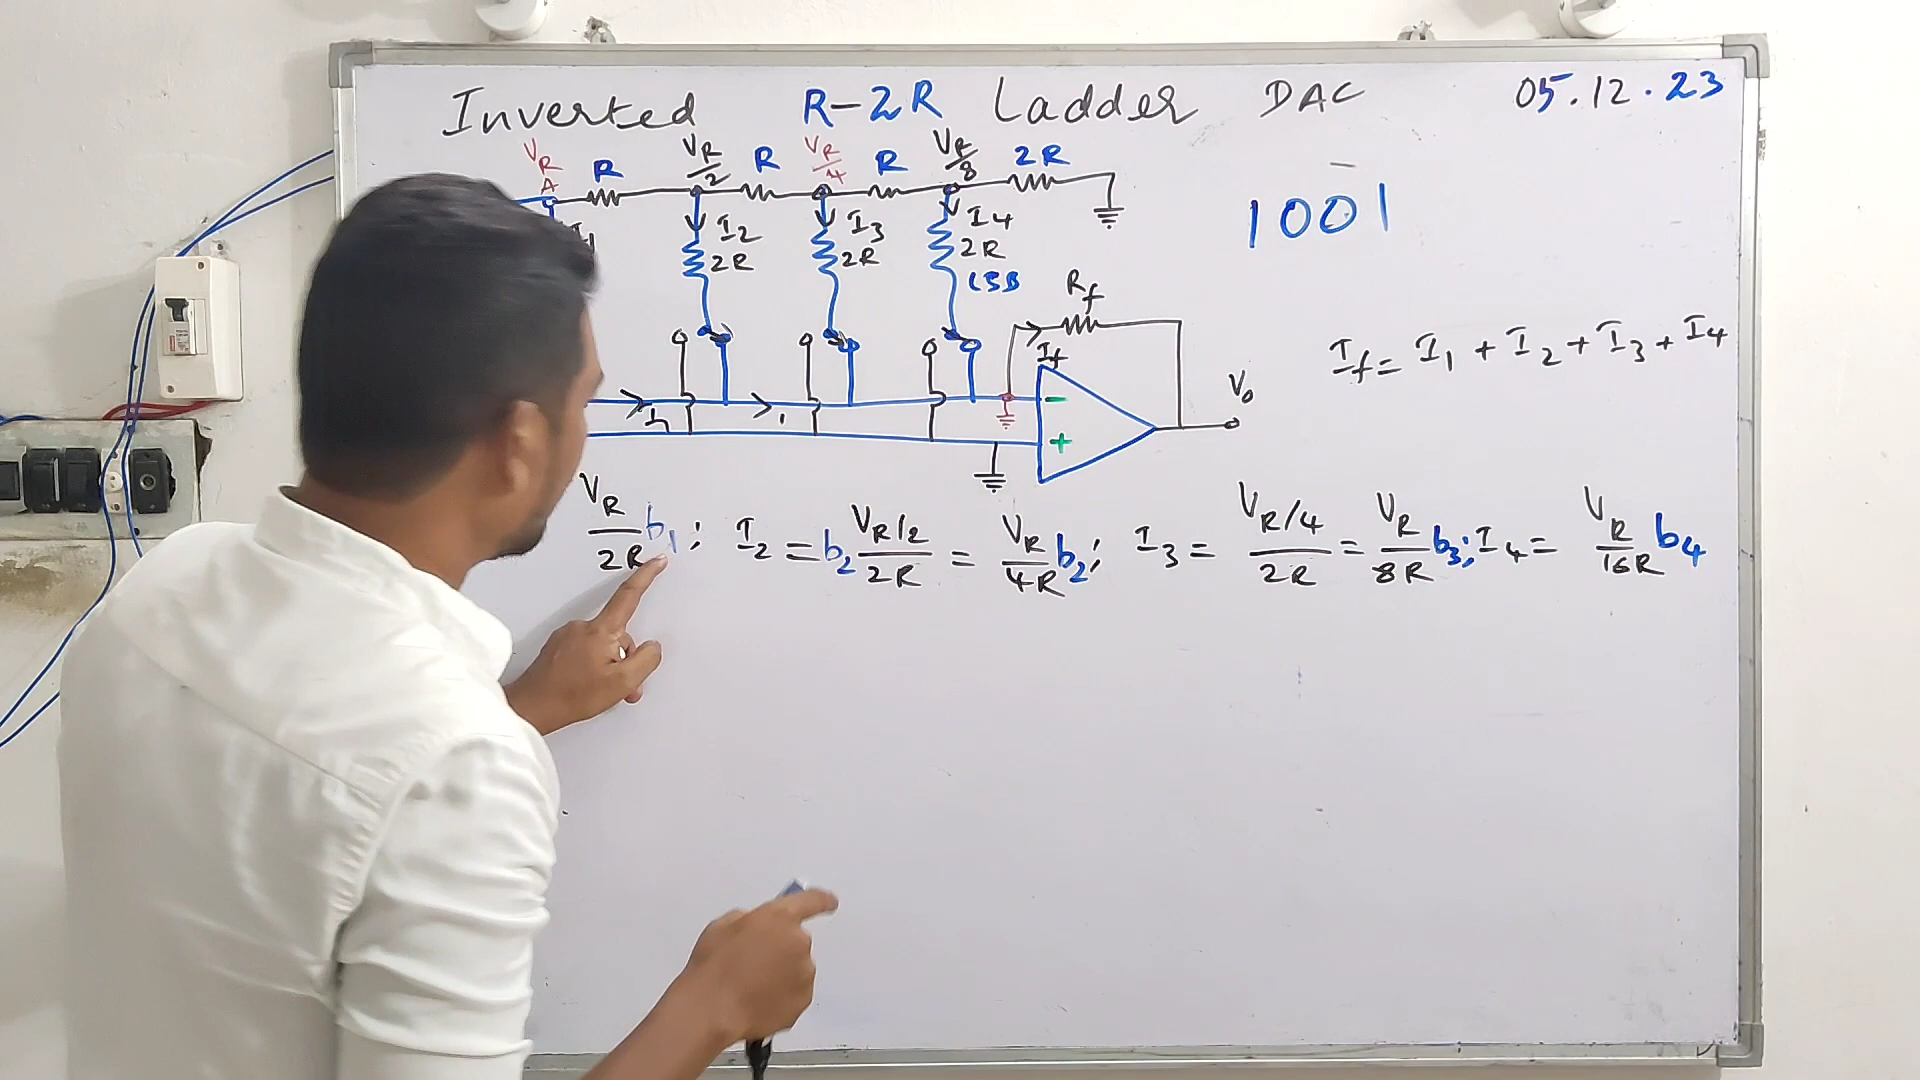 Inverted R-2R Ladder DAC 05.12.23
VR VR/2 VR/4 VR/8
A R R R 2R
1001
I2 I3 I4
2R 2R 2R
LSB
Rf
If = I1 + I2 + I3 + I4
If
V0
−
+
VR/2R b1; I2 = b2 VR/2/2R = VR/4R b2; I3 = VR/4/2R = VR/8R b3; I4 = VR/16R b4